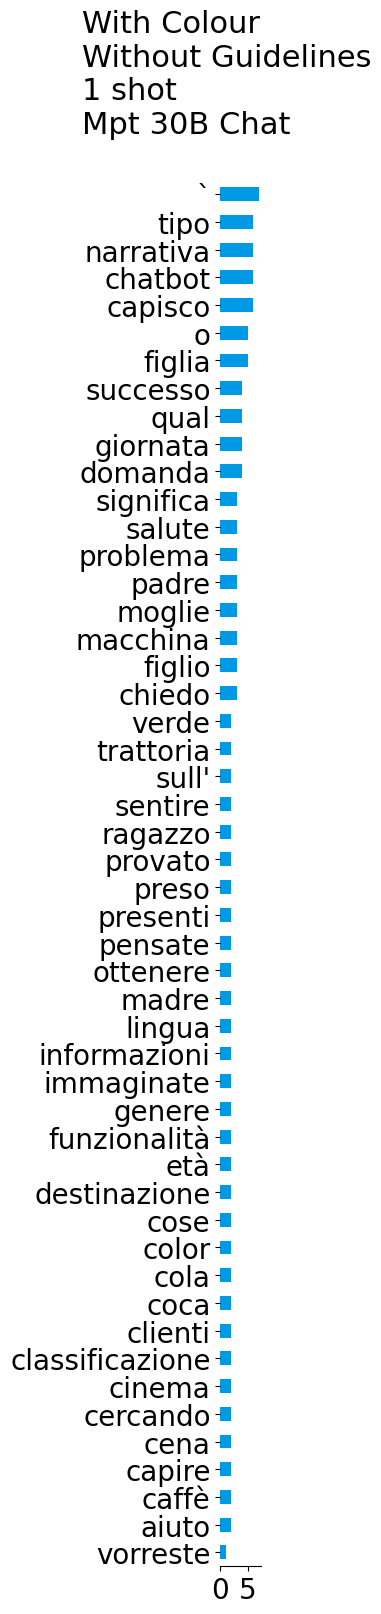 With Colour
Without Guidelines
1 shot
Mpt 30B Chat
`
tipo
narrativa
chatbot
capisco
o
figlia
successo
qual
giornata
domanda
significa
salute
problema
padre
moglie
macchina
figlio
chiedo
verde
trattoria
sull'
sentire
ragazzo
provato
preso
presenti
pensate
ottenere
madre
lingua
informazioni
immaginate
genere
funzionalità
età
destinazione
cose
color
cola
coca
clienti
classificazione
cinema
cercando
cena
capire
caffè
aiuto
vorreste
0 5